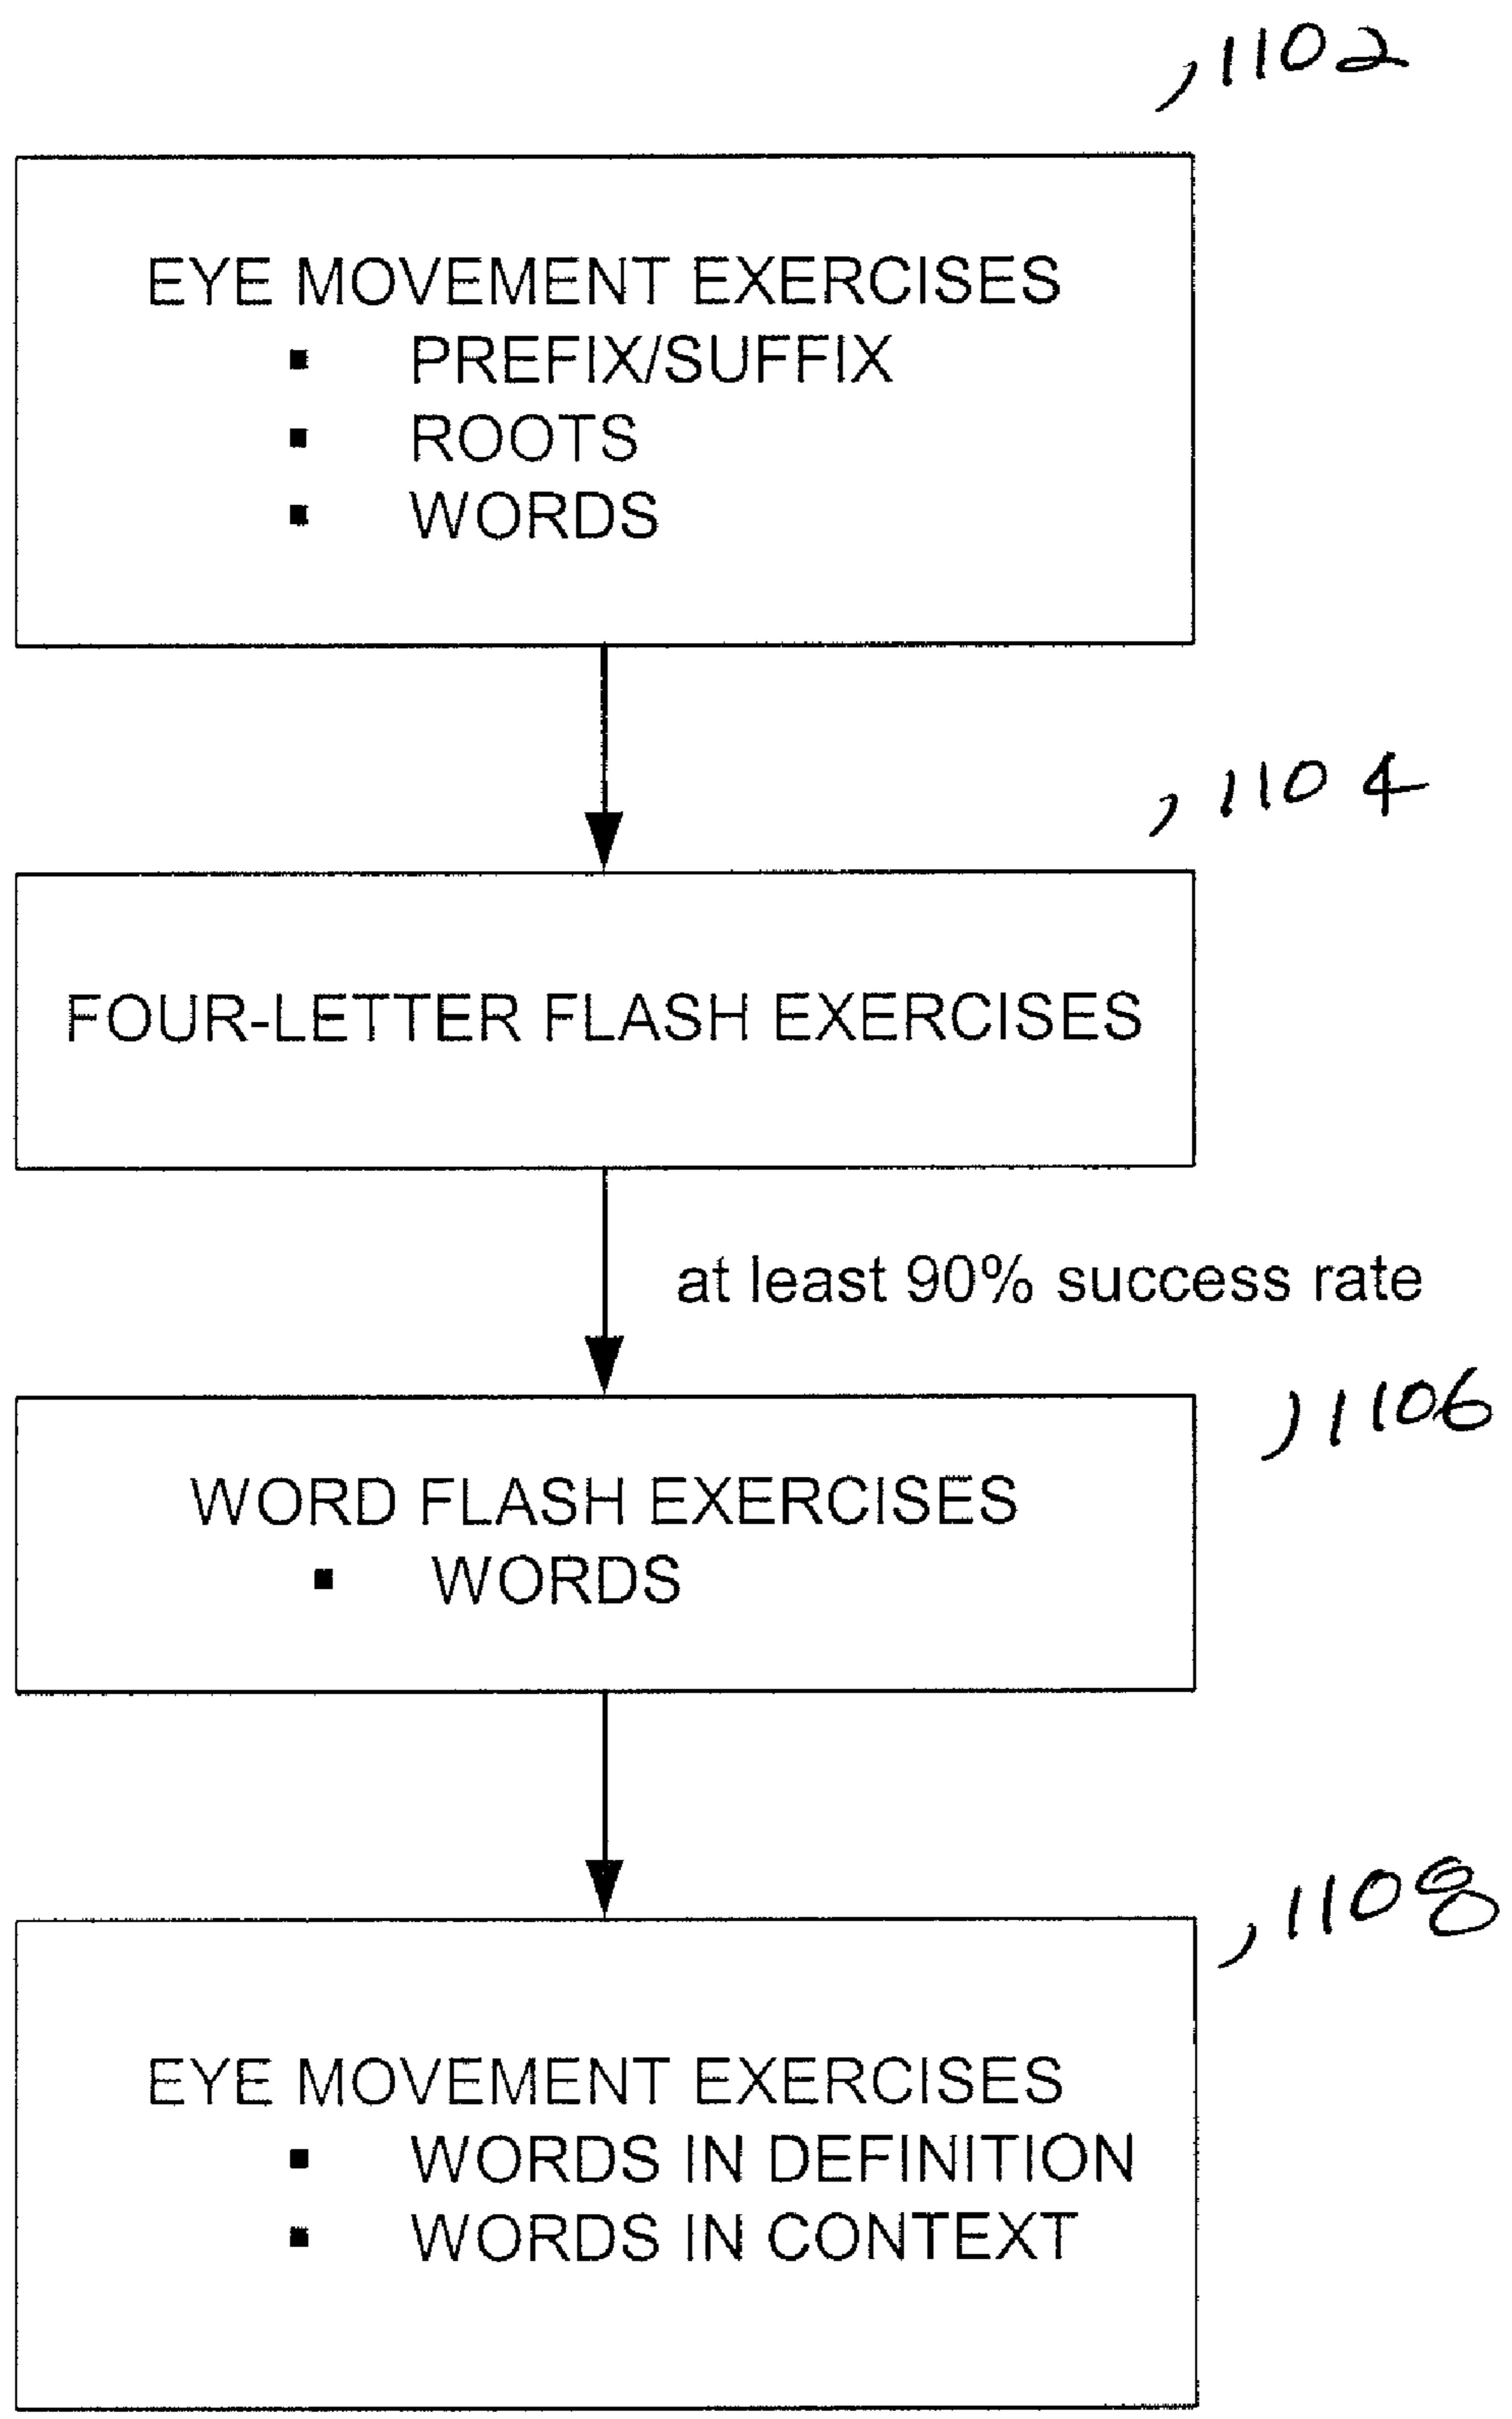 1102
EYE MOVEMENT EXERCISES
▪ PREFIX/SUFFIX
▪ ROOTS
▪ WORDS
1104
FOUR-LETTER FLASH EXERCISES
at least 90% success rate
1106
WORD FLASH EXERCISES
▪ WORDS
1108
EYE MOVEMENT EXERCISES
▪ WORDS IN DEFINITION
▪ WORDS IN CONTEXT